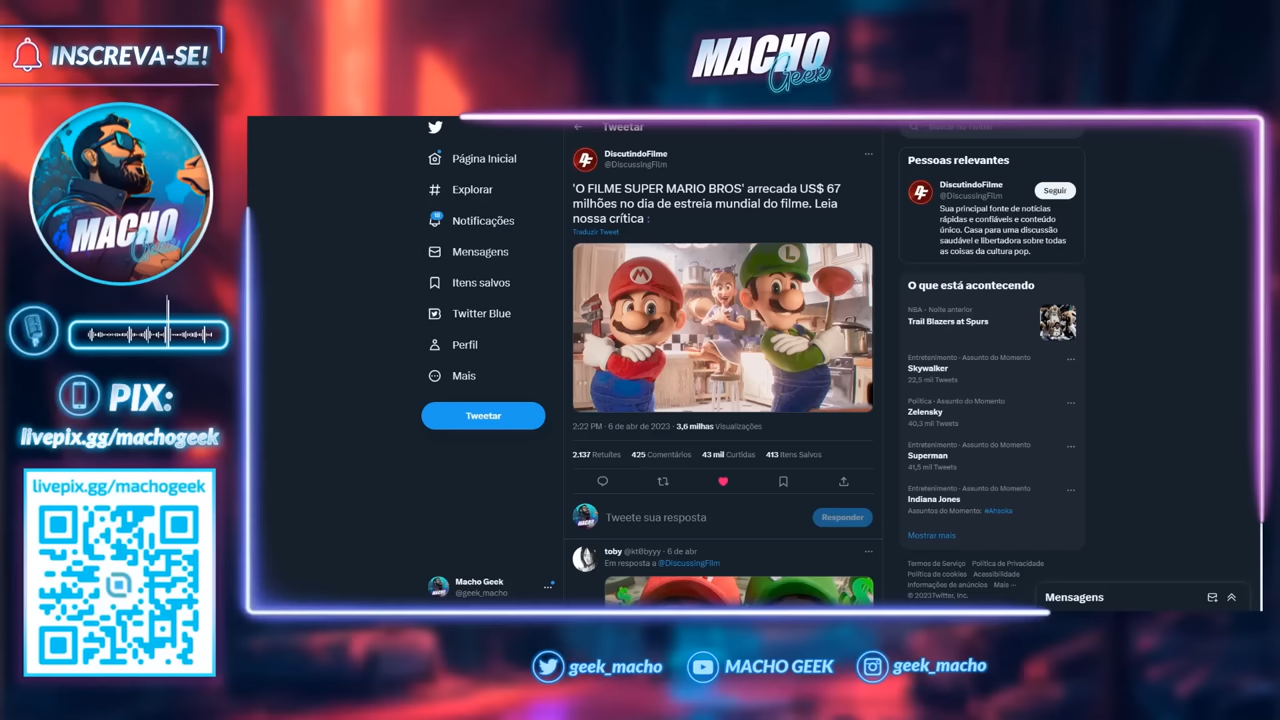 INSCREVA-SE!
MACHO
Geek
MACHO
PIX:
livepix.gg/machogeek
livepix.gg/machogeek
Página Inicial
Explorar
18
Notificações
Mensagens
Itens salvos
Twitter Blue
Perfil
Mais
Tweetar
Macho Geek
@geek_macho
Tweetar
DiscutindoFilme
@DiscussingFilm
'O FILME SUPER MARIO BROS' arrecada US$ 67
milhões no dia de estreia mundial do filme. Leia
nossa crítica :
Traduzir Tweet
M
L
2:22 PM · 6 de abr de 2023 · 3,6 milhas Visualizações
2.137 Retuítes 425 Comentários 43 mil Curtidas 413 Itens Salvos
Tweete sua resposta
Responder
toby @kt0byyy · 6 de abr
Em resposta a @DiscussingFilm
Buscar no Twitter
Pessoas relevantes
DiscutindoFilme
@DiscussingFilm
Seguir
Sua principal fonte de notícias
rápidas e confiáveis e conteúdo
único. Casa para uma discussão
saudável e libertadora sobre todas
as coisas da cultura pop.
O que está acontecendo
NBA · Noite anterior
Trail Blazers at Spurs
Entretenimento · Assunto do Momento
Skywalker
22,5 mil Tweets
Política · Assunto do Momento
Zelensky
40,3 mil Tweets
Entretenimento · Assunto do Momento
Superman
41,5 mil Tweets
Entretenimento · Assunto do Momento
Indiana Jones
Assuntos do Momento: #Ahsoka
Mostrar mais
Termos de Serviço Política de Privacidade
Política de cookies Acessibilidade
Informações de anúncios Mais ···
© 2023Twitter, Inc.
Mensagens
geek_macho
MACHO GEEK
geek_macho